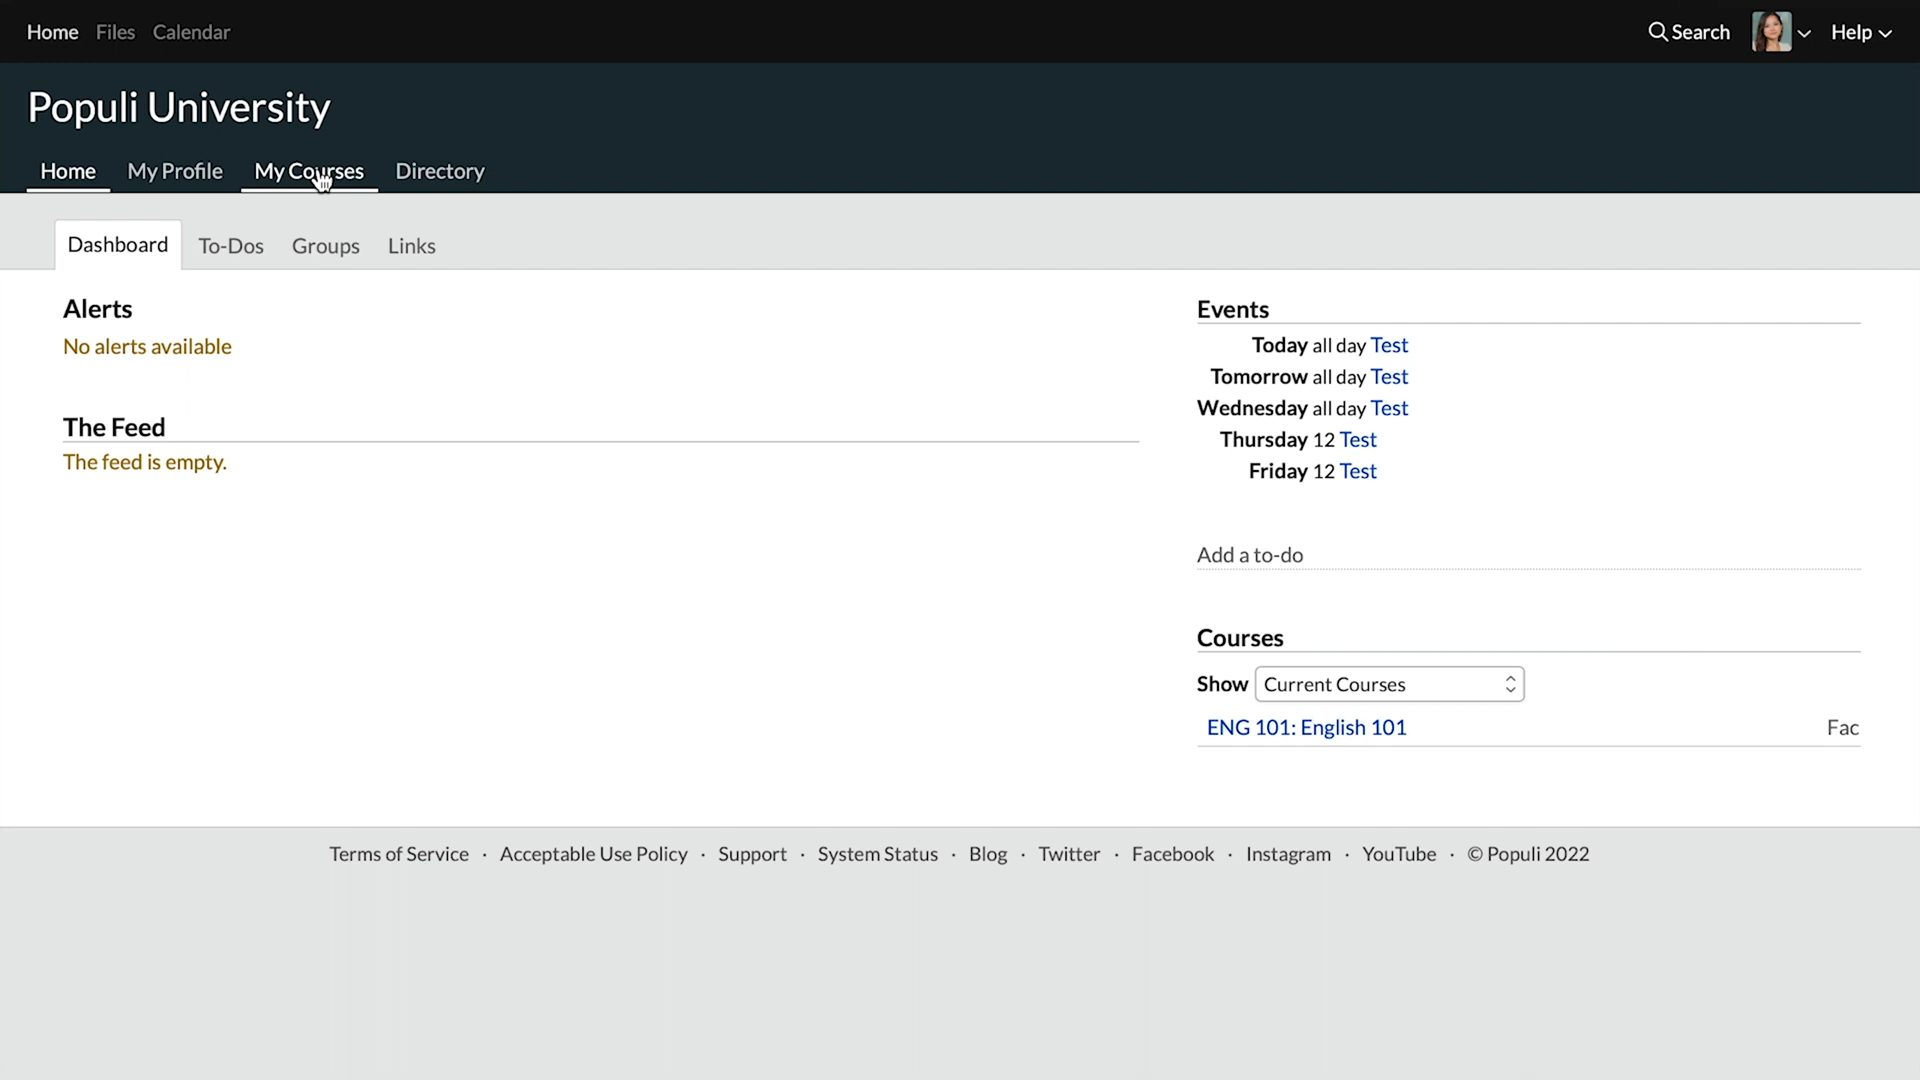 Home Files Calendar Search Help
Populi University
Home My Profile My Courses Directory
Dashboard To-Dos Groups Links
Alerts
No alerts available
The Feed
The feed is empty.
Events
Today all day Test
Tomorrow all day Test
Wednesday all day Test
Thursday 12 Test
Friday 12 Test
Add a to-do
Courses
Show Current Courses
ENG 101: English 101 Fac
Terms of Service · Acceptable Use Policy · Support · System Status · Blog · Twitter · Facebook · Instagram · YouTube · © Populi 2022